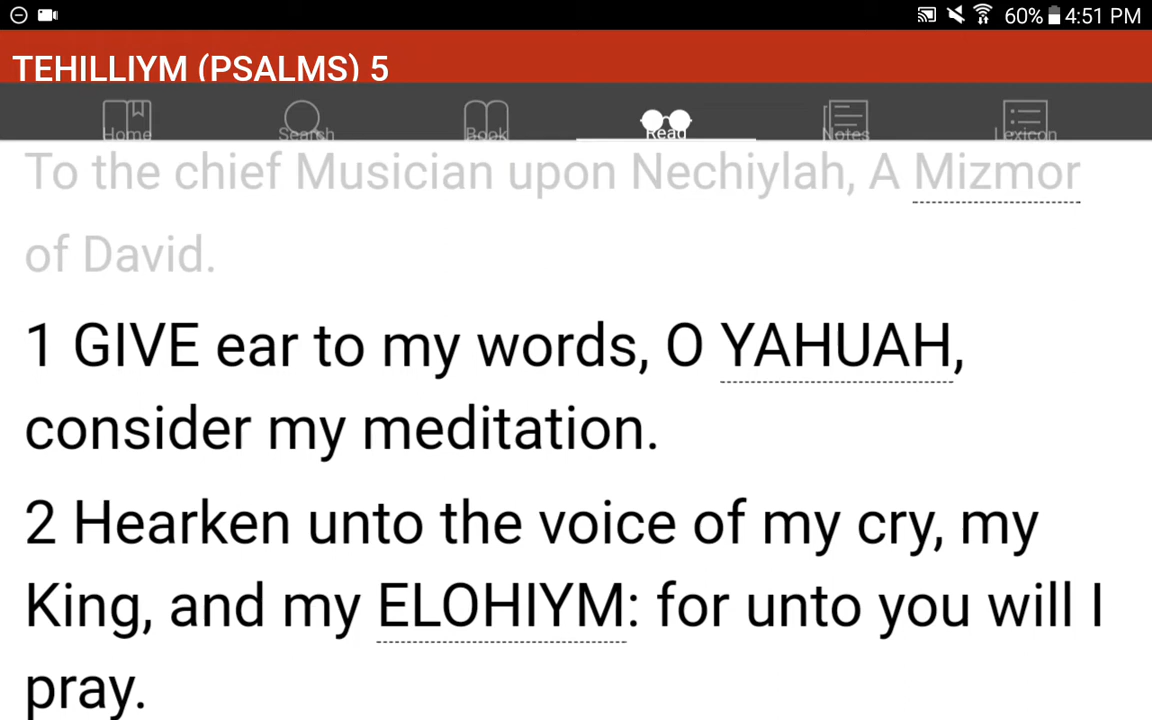 60% 4:51 PM
TEHILLIYM (PSALMS) 5
Home Search Book Read Notes Lexicon
To the chief Musician upon Nechiylah, A Mizmor
of David.
1 GIVE ear to my words, O YAHUAH,
consider my meditation.
2 Hearken unto the voice of my cry, my
King, and my ELOHIYM: for unto you will I
pray.